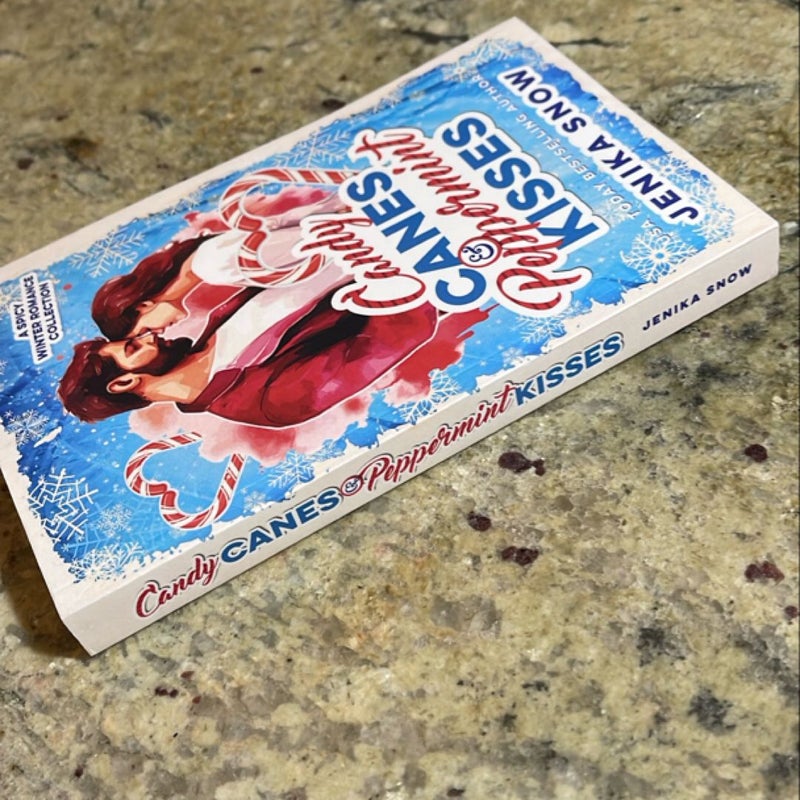 JENIKA SNOW
USA TODAY BESTSELLING AUTHOR
Candy
CANES
& Peppermint
KISSES
A SPICY
WINTER ROMANCE
COLLECTION
Candy CANES & Peppermint KISSES JENIKA SNOW